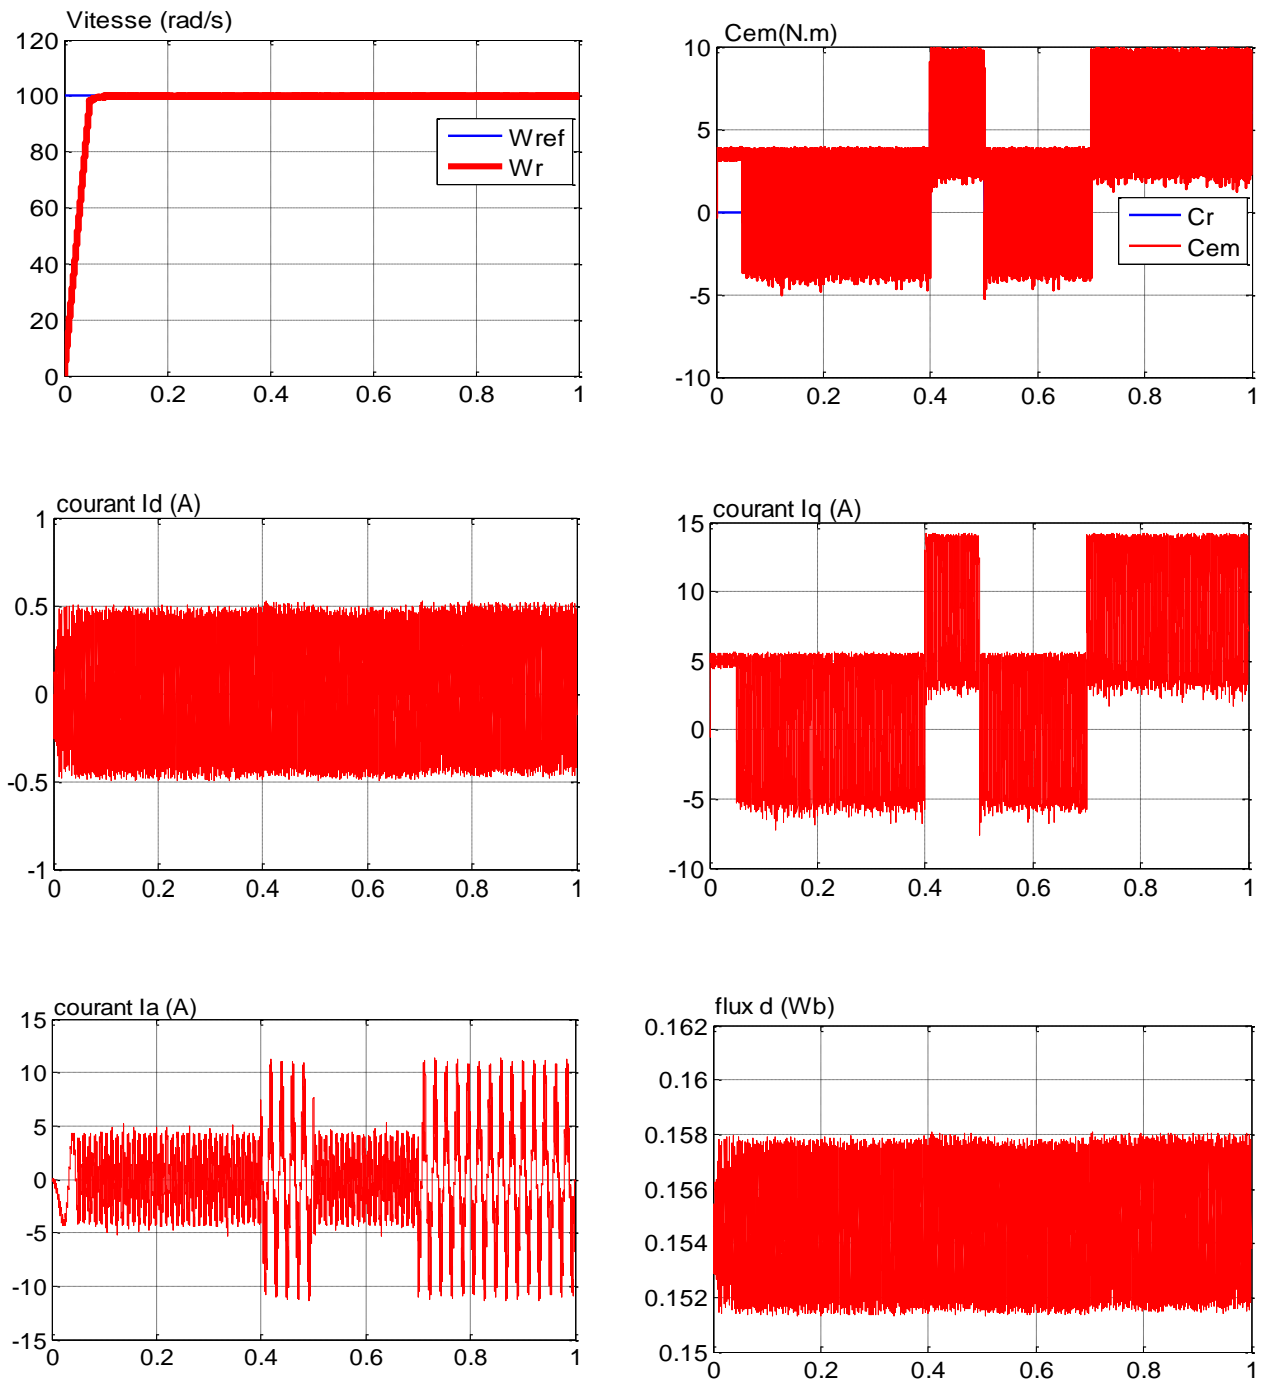 Vitesse (rad/s)
120
100
80
60
40
20
0
0 0.2 0.4 0.6 0.8 1
Wref
Wr
Cem(N.m)
10
5
0
-5
-10
0 0.2 0.4 0.6 0.8 1
Cr
Cem
courant Id (A)
1
0.5
0
-0.5
-1
0 0.2 0.4 0.6 0.8 1
courant Iq (A)
15
10
5
0
-5
-10
0 0.2 0.4 0.6 0.8 1
courant Ia (A)
15
10
5
0
-5
-10
-15
0 0.2 0.4 0.6 0.8 1
flux d (Wb)
0.162
0.16
0.158
0.156
0.154
0.152
0.15
0 0.2 0.4 0.6 0.8 1